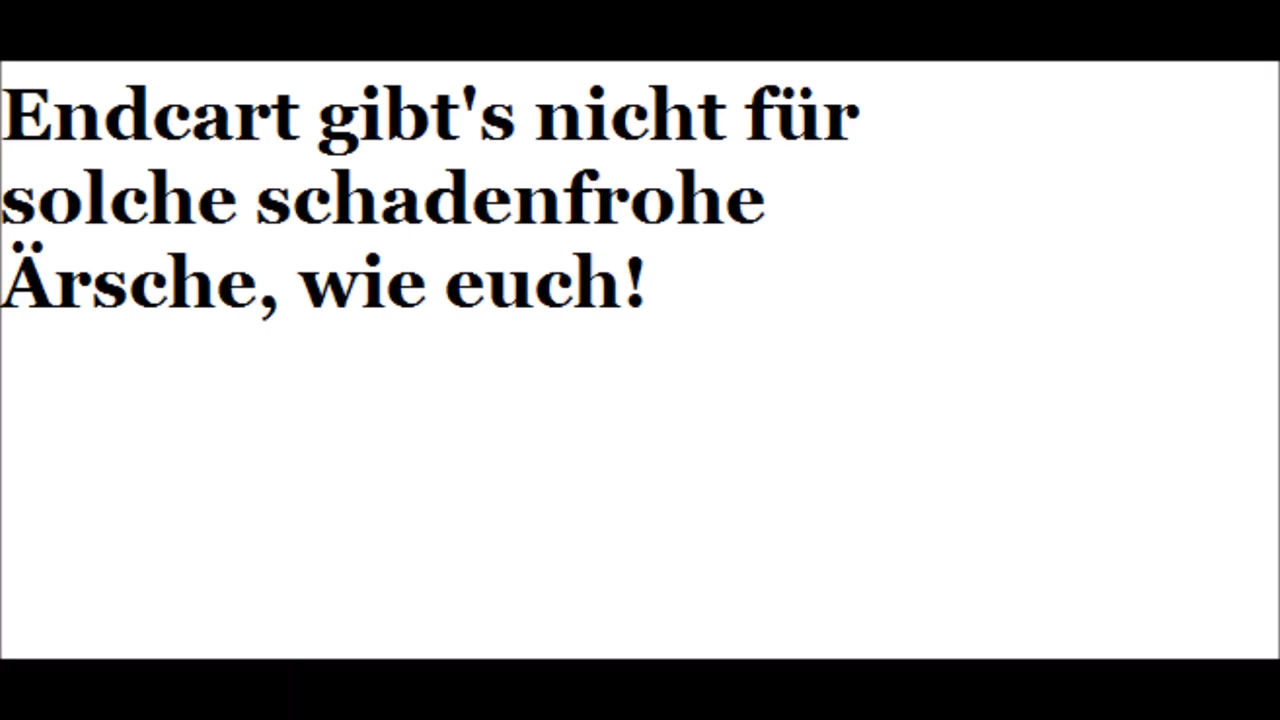 Endcart gibt's nicht für
solche schadenfrohe
Ärsche, wie euch!